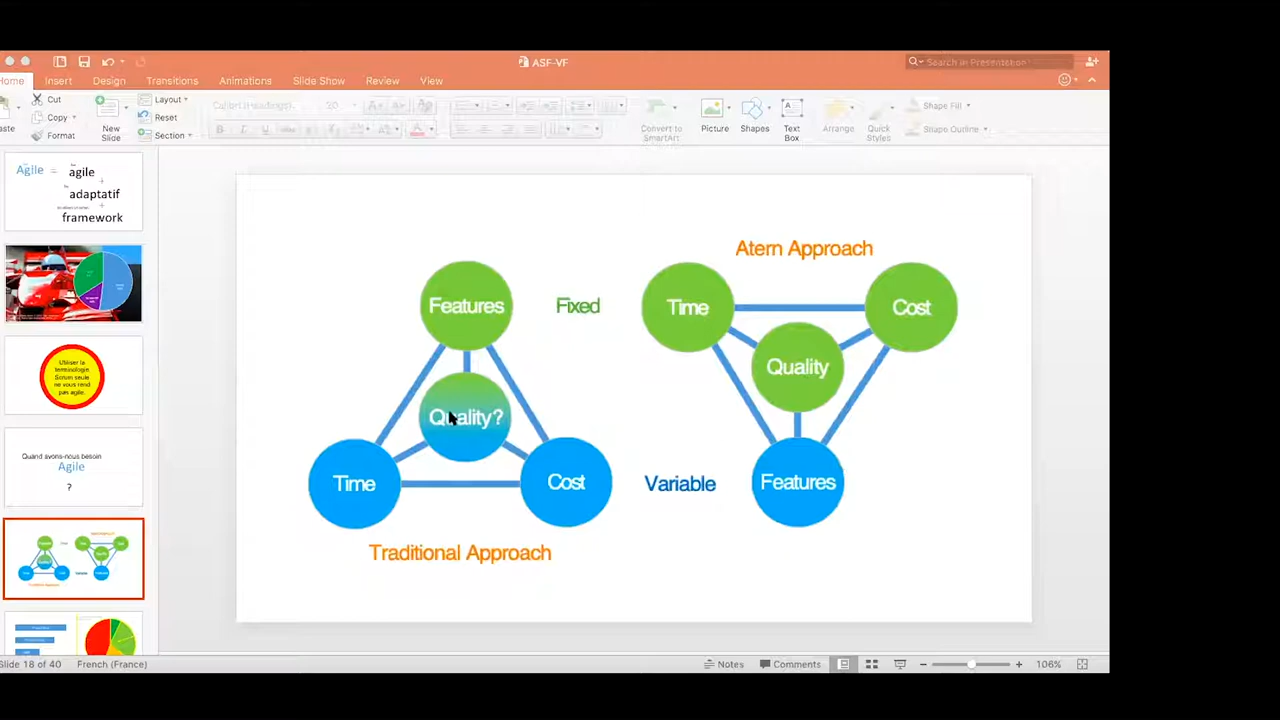 ASF-VF
Search in Presentation
Home Insert Design Transitions Animations Slide Show Review View
Cut
Copy
Format
New
Slide
Layout
Reset
Section
Calibri (Headings)
20
Convert to
SmartArt
Picture
Shapes
Text
Box
Arrange
Quick
Styles
Shape Fill
Shape Outline
Agile =
agile
+
adaptatif
+
framework
Utiliser la
terminologie
Scrum seule
ne vous rend
pas agile.
Quand avons-nous besoin
Agile
?
Features
Quality?
Time
Cost
Traditional Approach
Fixed
Variable
Atern Approach
Time
Cost
Quality
Features
Slide 18 of 40
French (France)
Notes
Comments
106%